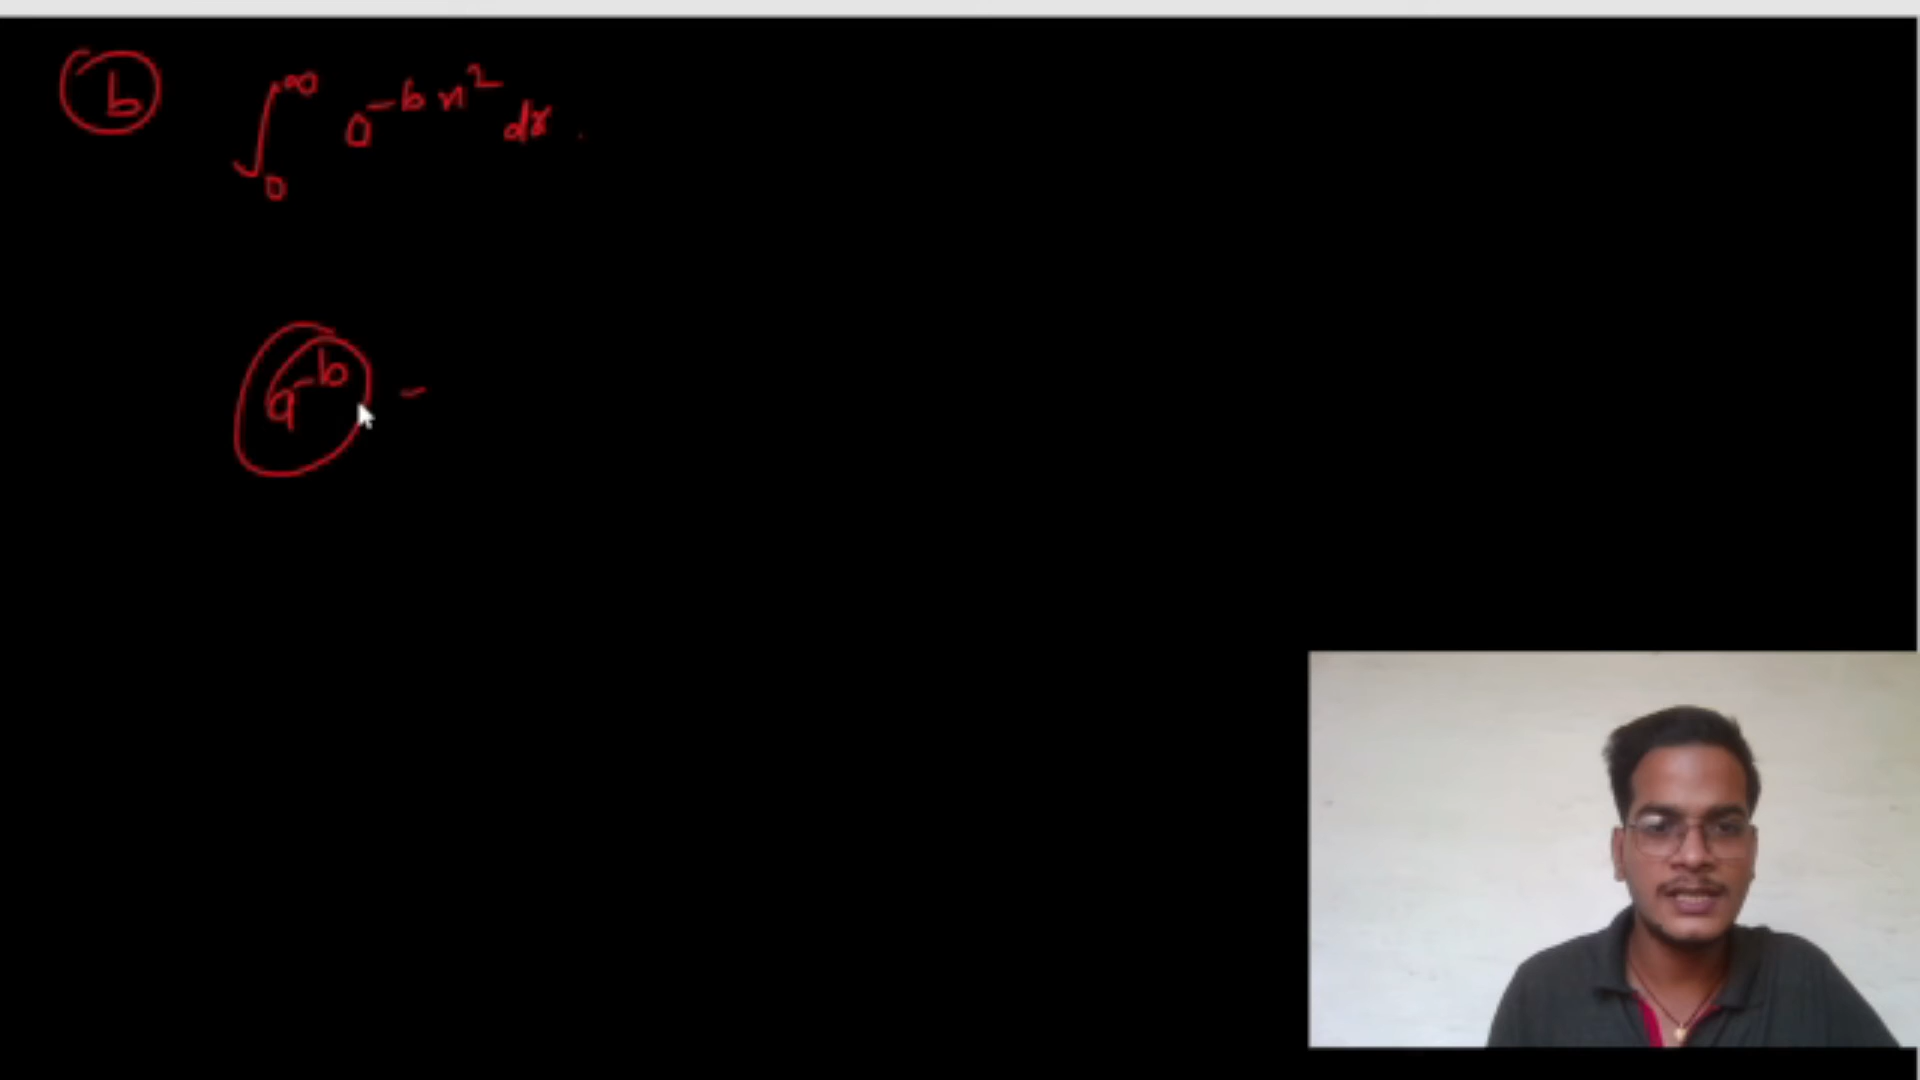 b ∫₀^∞ a^{-bx²} dx.
a^{-b} -